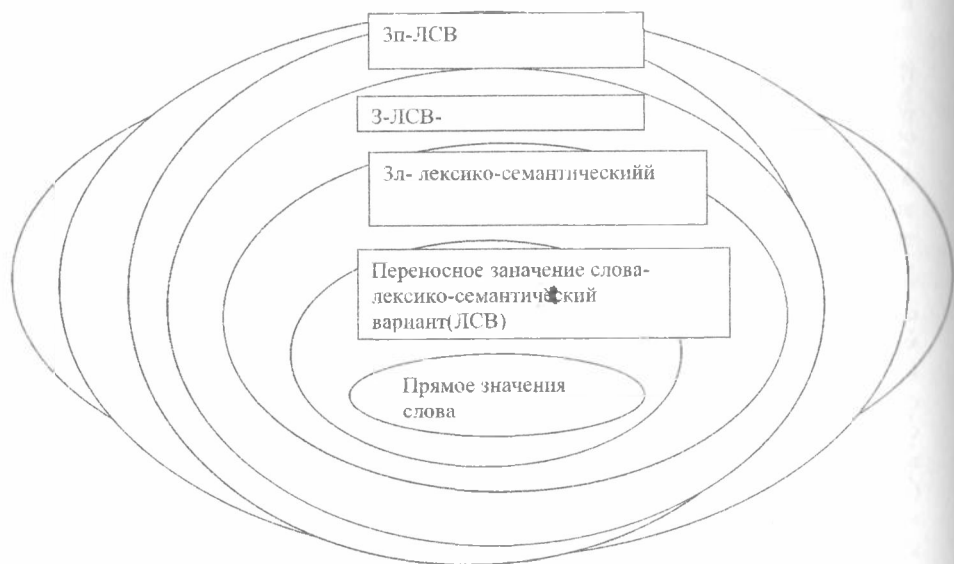 Зп-ЛСВ
З-ЛСВ-
Зл- лексико-семантическийй
Переносное заначение слова-
лексико-семантический
вариант(ЛСВ)
Прямое значения
слова